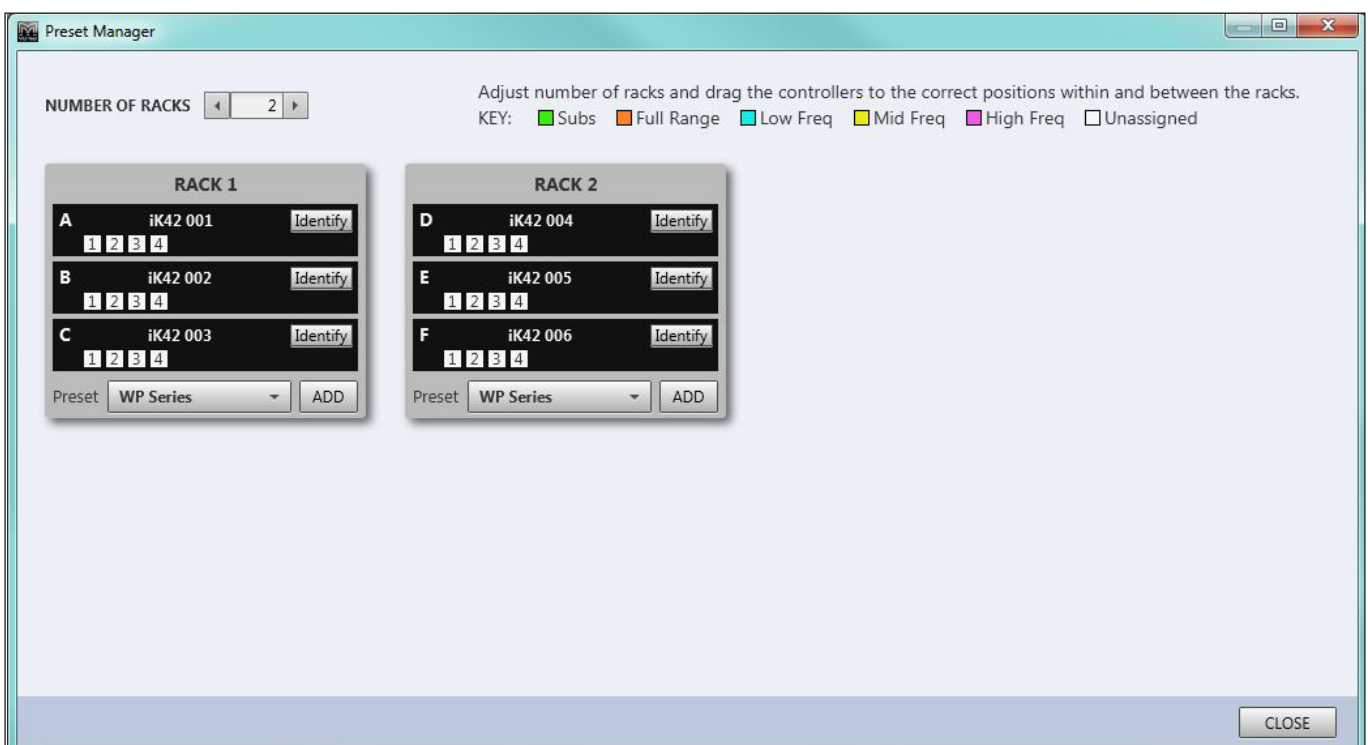 Preset Manager
NUMBER OF RACKS 2
Adjust number of racks and drag the controllers to the correct positions within and between the racks.
KEY: Subs Full Range Low Freq Mid Freq High Freq Unassigned
RACK 1
A iK42 001 Identify
1 2 3 4
B iK42 002 Identify
1 2 3 4
C iK42 003 Identify
1 2 3 4
Preset WP Series ADD
RACK 2
D iK42 004 Identify
1 2 3 4
E iK42 005 Identify
1 2 3 4
F iK42 006 Identify
1 2 3 4
Preset WP Series ADD
CLOSE